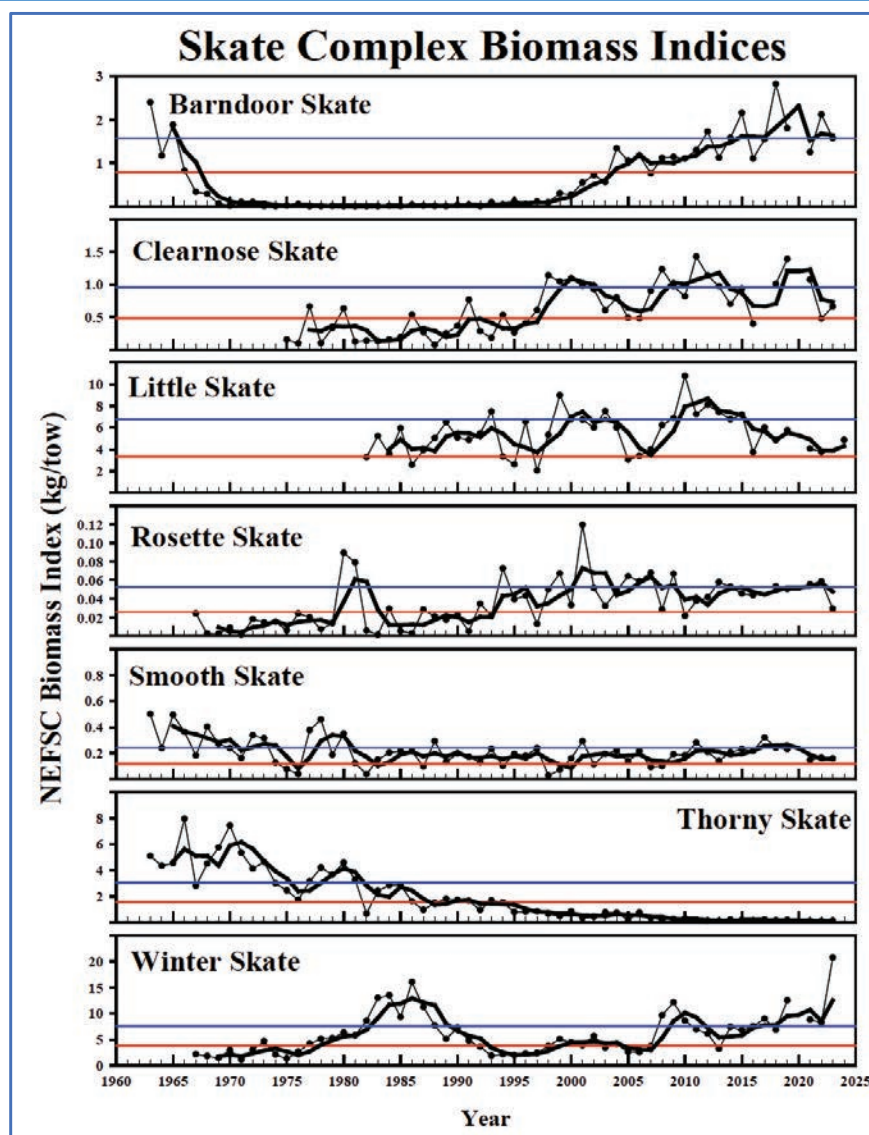 Skate Complex Biomass Indices
NEFSC Biomass Index (kg/tow)
Barndoor Skate
3
2
1
Clearnose Skate
1.5
1.0
0.5
Little Skate
10
8
6
4
2
Rosette Skate
0.12
0.10
0.08
0.06
0.04
0.02
Smooth Skate
0.8
0.6
0.4
0.2
Thorny Skate
8
6
4
2
Winter Skate
20
15
10
5
0
1960 1965 1970 1975 1980 1985 1990 1995 2000 2005 2010 2015 2020 2025
Year